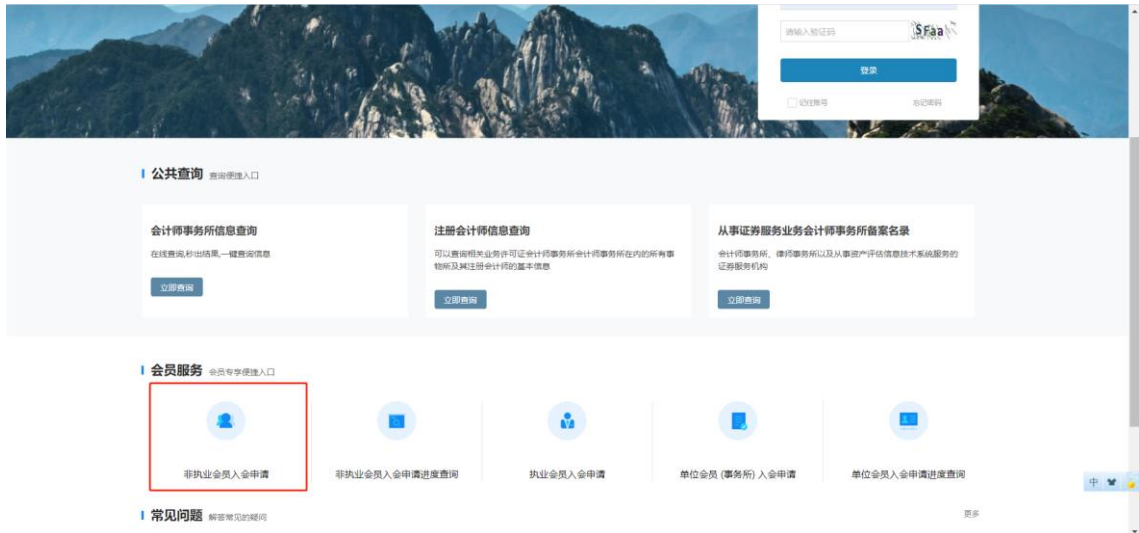 请输入验证码
SFaa
登录
记住账号
忘记密码
公共查询 查询便捷入口
会计师事务所信息查询
在线查询,秒出结果,一键查询信息
立即查询
注册会计师信息查询
可以查询相关业务许可证会计师事务所会计师事务所在内的所有事
物所及其注册会计师的基本信息
立即查询
从事证券服务业务会计师事务所备案名录
会计师事务所、律师事务所以及从事资产评估信息技术系统服务的
证券服务机构
立即查询
会员服务 会员专享便捷入口
非执业会员入会申请
非执业会员入会申请进度查询
执业会员入会申请
单位会员 (事务所) 入会申请
单位会员入会申请进度查询
常见问题 解答常见的疑问
更多
中